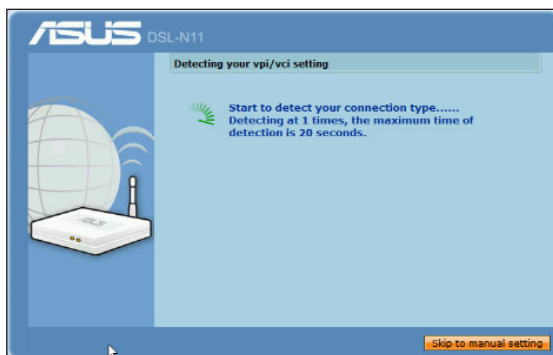 ASUS DSL-N11
Detecting your vpi/vci setting
Start to detect your connection type......
Detecting at 1 times, the maximum time of
detection is 20 seconds.
Skip to manual setting